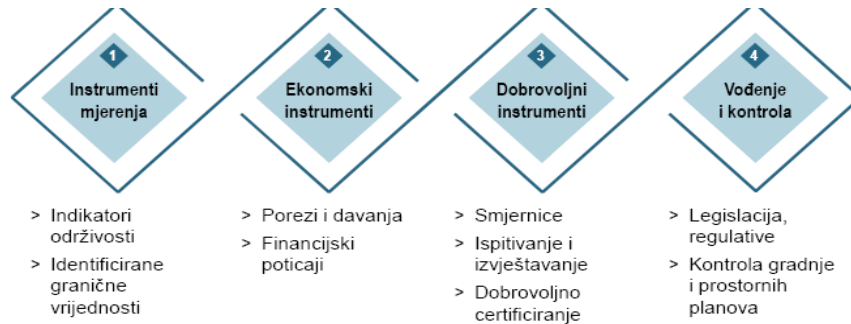 1
Instrumenti
mjerenja
> Indikatori
održivosti
> Identificirane
granične
vrijednosti
2
Ekonomski
instrumenti
> Porezi i davanja
> Financijski
poticaji
3
Dobrovoljni
instrumenti
> Smjernice
> Ispitivanje i
izvještavanje
> Dobrovoljno
certificiranje
4
Vođenje
i kontrola
> Legislacija,
regulative
> Kontrola gradnje
i prostornih
planova